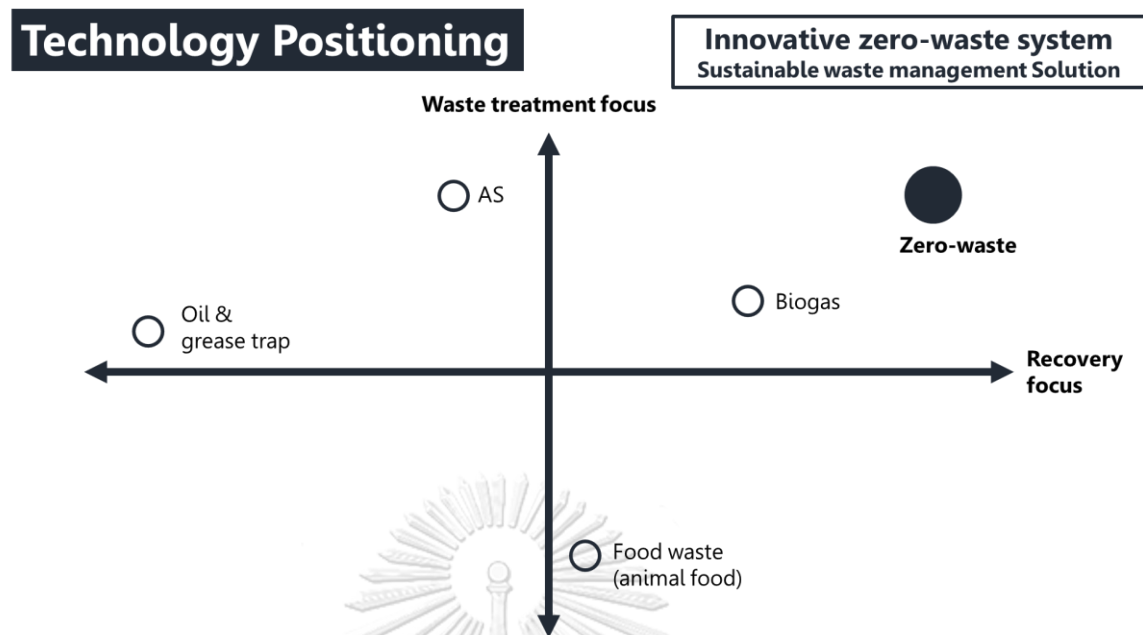 Technology Positioning
Innovative zero-waste system
Sustainable waste management Solution
Waste treatment focus
AS
Zero-waste
Biogas
Oil &
grease trap
Recovery
focus
Food waste
(animal food)